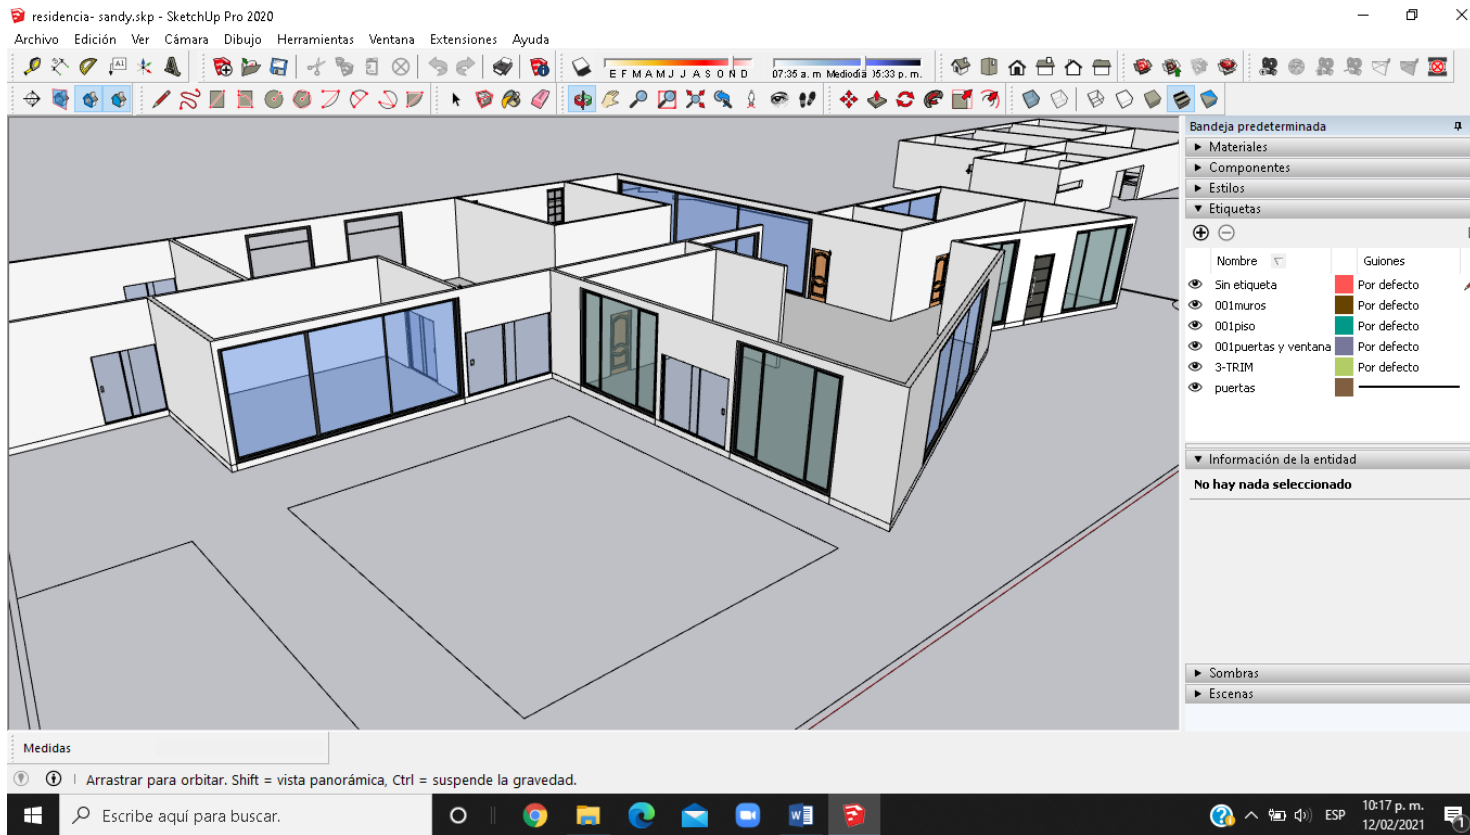 residencia- sandy.skp - SketchUp Pro 2020
Archivo Edición Ver Cámara Dibujo Herramientas Ventana Extensiones Ayuda
A1
E F M A M J J A S O N D
07:35 a. m. Mediodía 05:33 p. m.
Bandeja predeterminada
Materiales
Componentes
Estilos
Etiquetas
Nombre Guiones
Sin etiqueta Por defecto
001muros Por defecto
001piso Por defecto
001puertas y ventana Por defecto
3-TRIM Por defecto
puertas
Información de la entidad
No hay nada seleccionado
Sombras
Escenas
Medidas
Arrastrar para orbitar. Shift = vista panorámica, Ctrl = suspende la gravedad.
Escribe aquí para buscar.
ESP
10:17 p. m.
12/02/2021
1